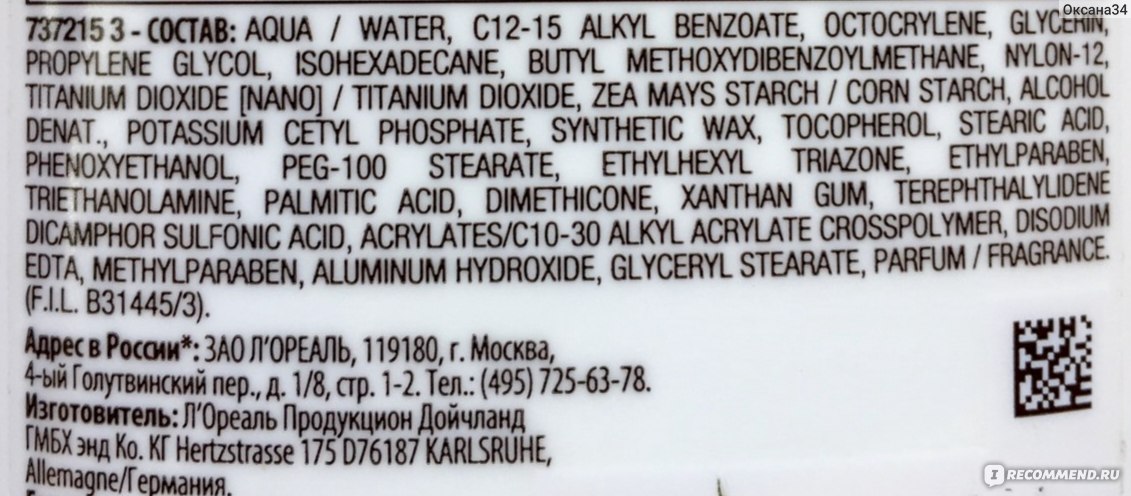 Оксана34
737215 3 - СОСТАВ: AQUA / WATER, C12-15 ALKYL BENZOATE, OCTOCRYLENE, GLYCERIN,
PROPYLENE GLYCOL, ISOHEXADECANE, BUTYL METHOXYDIBENZOYLMETHANE, NYLON-12,
TITANIUM DIOXIDE [NANO] / TITANIUM DIOXIDE, ZEA MAYS STARCH / CORN STARCH, ALCOHOL
DENAT., POTASSIUM CETYL PHOSPHATE, SYNTHETIC WAX, TOCOPHEROL, STEARIC ACID,
PHENOXYETHANOL, PEG-100 STEARATE, ETHYLHEXYL TRIAZONE, ETHYLPARABEN,
TRIETHANOLAMINE, PALMITIC ACID, DIMETHICONE, XANTHAN GUM, TEREPHTHALYLIDENE
DICAMPHOR SULFONIC ACID, ACRYLATES/C10-30 ALKYL ACRYLATE CROSSPOLYMER, DISODIUM
EDTA, METHYLPARABEN, ALUMINUM HYDROXIDE, GLYCERYL STEARATE, PARFUM / FRAGRANCE.
(F.I.L. B31445/3).
Адрес в России*: ЗАО Л'ОРЕАЛЬ, 119180, г. Москва,
4-ый Голутвинский пер., д. 1/8, стр. 1-2. Тел.: (495) 725-63-78.
Изготовитель: Л'Ореаль Продукцион Дойчланд
ГМБХ энд Ко. КГ Hertzstrasse 175 D76187 KARLSRUHE,
Allemagne/Германия.
I RECOMMEND.RU